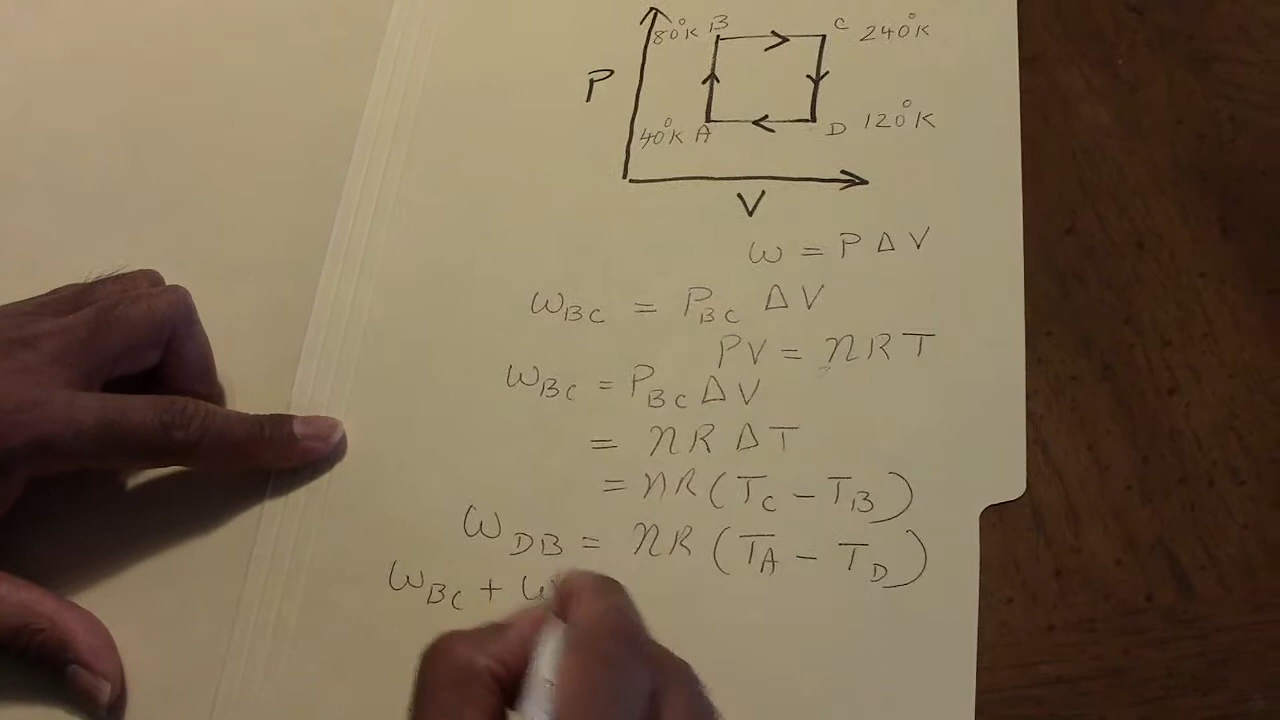 80°K B C 240°K
P
40°K A D 120°K
V
W = P Δ V
W_BC = P_BC Δ V
PV = nRT
W_BC = P_BC Δ V
= nR Δ T
= nR (T_C - T_B)
W_DB = nR (T_A - T_D)
W_BC +